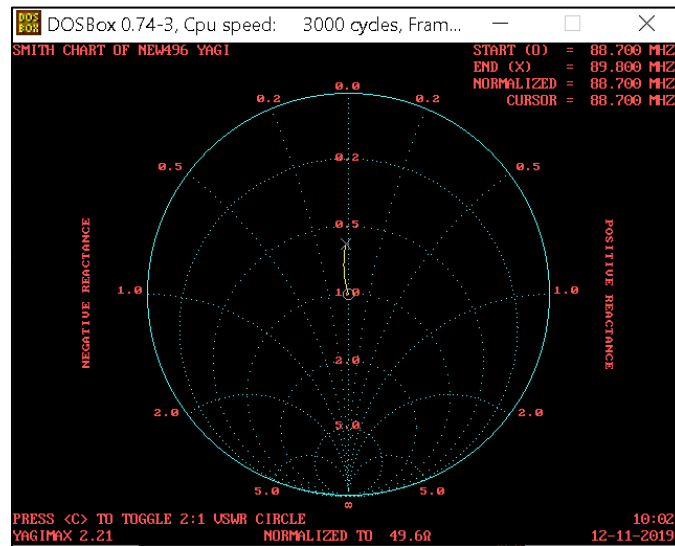 DOSBox 0.74-3, Cpu speed: 3000 cycles, Fram...
SMITH CHART OF NEW496 YAGI
START (O) = 88.700 MHZ
END (X) = 89.800 MHZ
NORMALIZED = 88.700 MHZ
CURSOR = 88.700 MHZ
0.0
0.2 0.2
0.2
0.5 0.5
0.5
NEGATIVE REACTANCE
POSITIVE REACTANCE
1.0 1.0 1.0
2.0
2.0 2.0
5.0
5.0 5.0
∞
PRESS <C> TO TOGGLE 2:1 VSWR CIRCLE 10:02
YAGIMAX 2.21 NORMALIZED TO 49.6Ω 12-11-2019